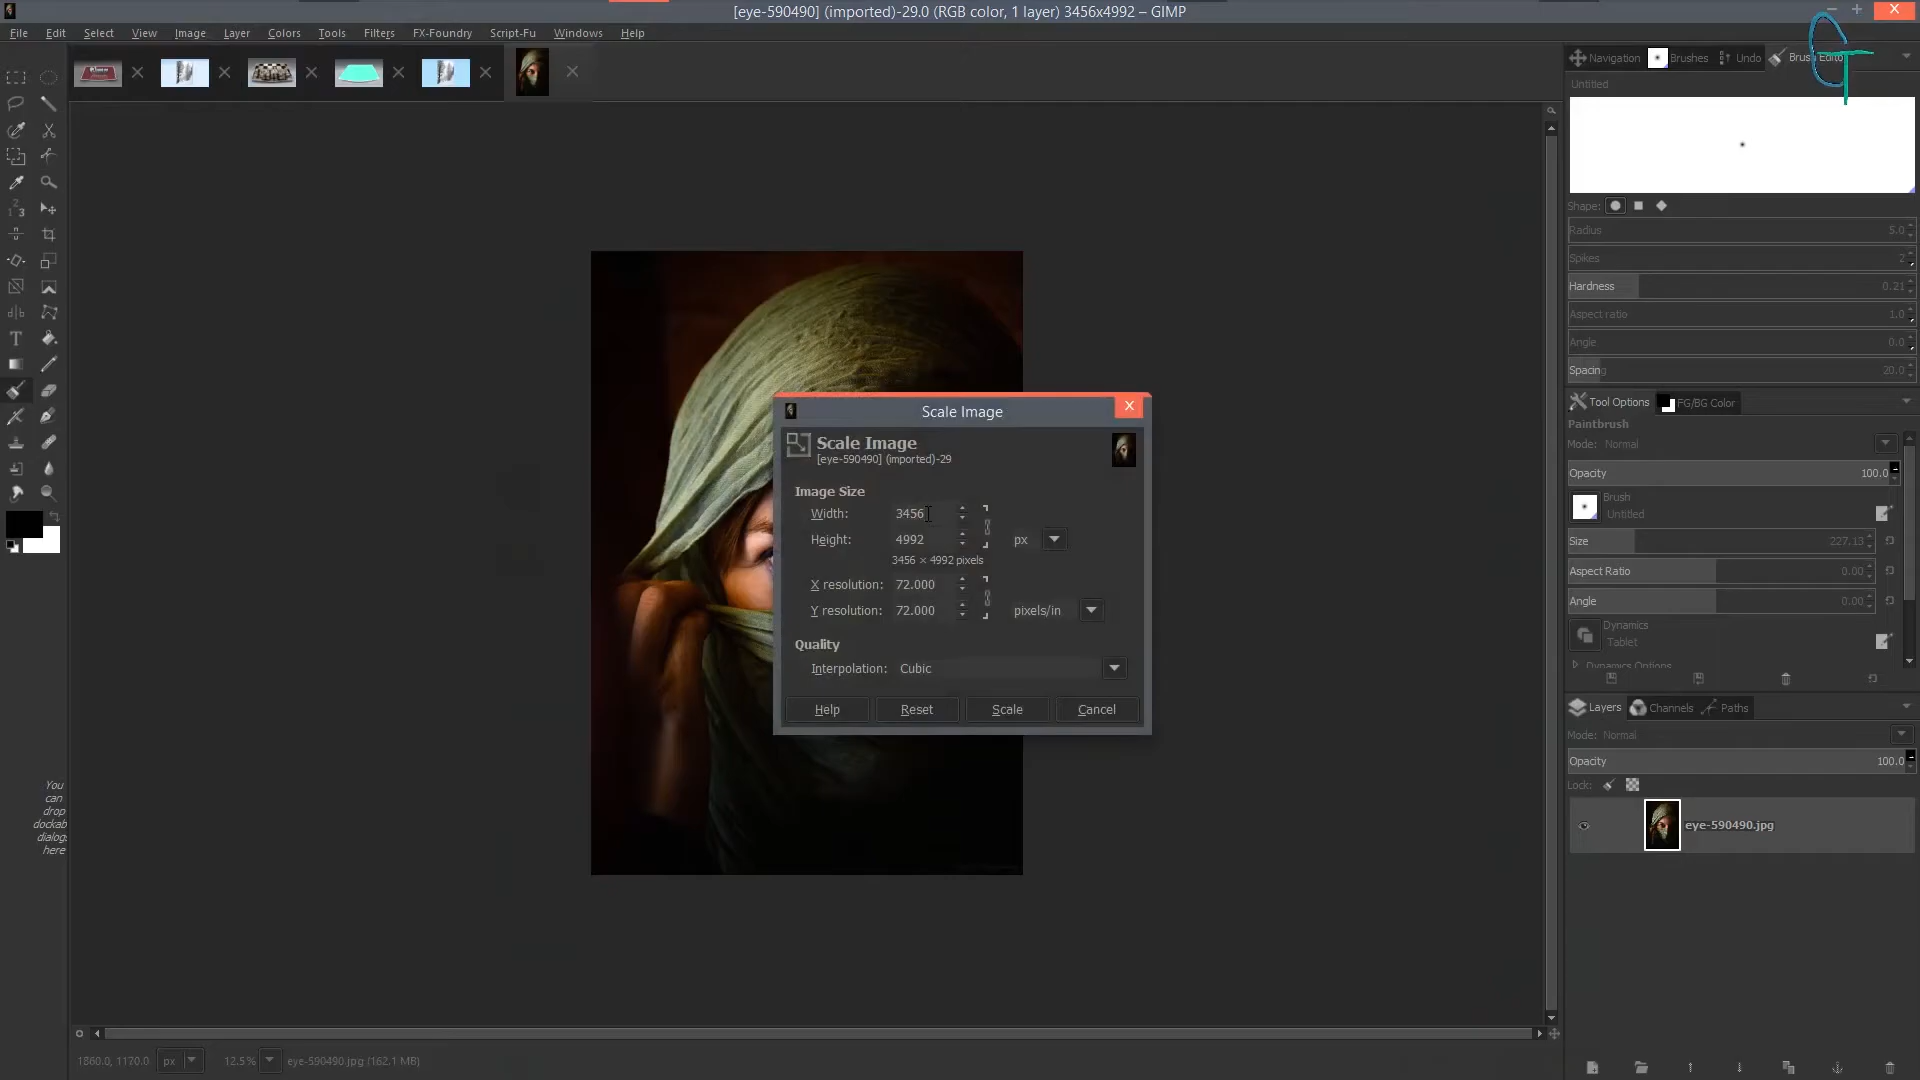 [eye-590490] (imported)-29.0 (RGB color, 1 layer) 3456x4992 – GIMP
File Edit Select View Image Layer Colors Tools Filters FX-Foundry Script-Fu Windows Help
Navigation Brushes Undo Brush Editor
Untitled
Shape:
Radius 5.0
Spikes 2
Hardness 0.21
Aspect ratio 1.0
Angle 0.0
Spacing 20.0
Tool Options FG/BG Color
Paintbrush
Mode: Normal
Opacity 100.0
Brush
Untitled
Size 227.13
Aspect Ratio 0.00
Angle 0.00
Dynamics
Tablet
Dynamics Options
Layers Channels Paths
Mode: Normal
Opacity 100.0
Lock:
eye-590490.jpg
Scale Image
Scale Image
[eye-590490] (imported)-29
Image Size
Width: 3456
Height: 4992 px
3456 × 4992 pixels
X resolution: 72.000
Y resolution: 72.000 pixels/in
Quality
Interpolation: Cubic
Help Reset Scale Cancel
You
can
drop
dockab
dialog
here
1860.0, 1170.0 px 12.5% eye-590490.jpg (162.1 MB)